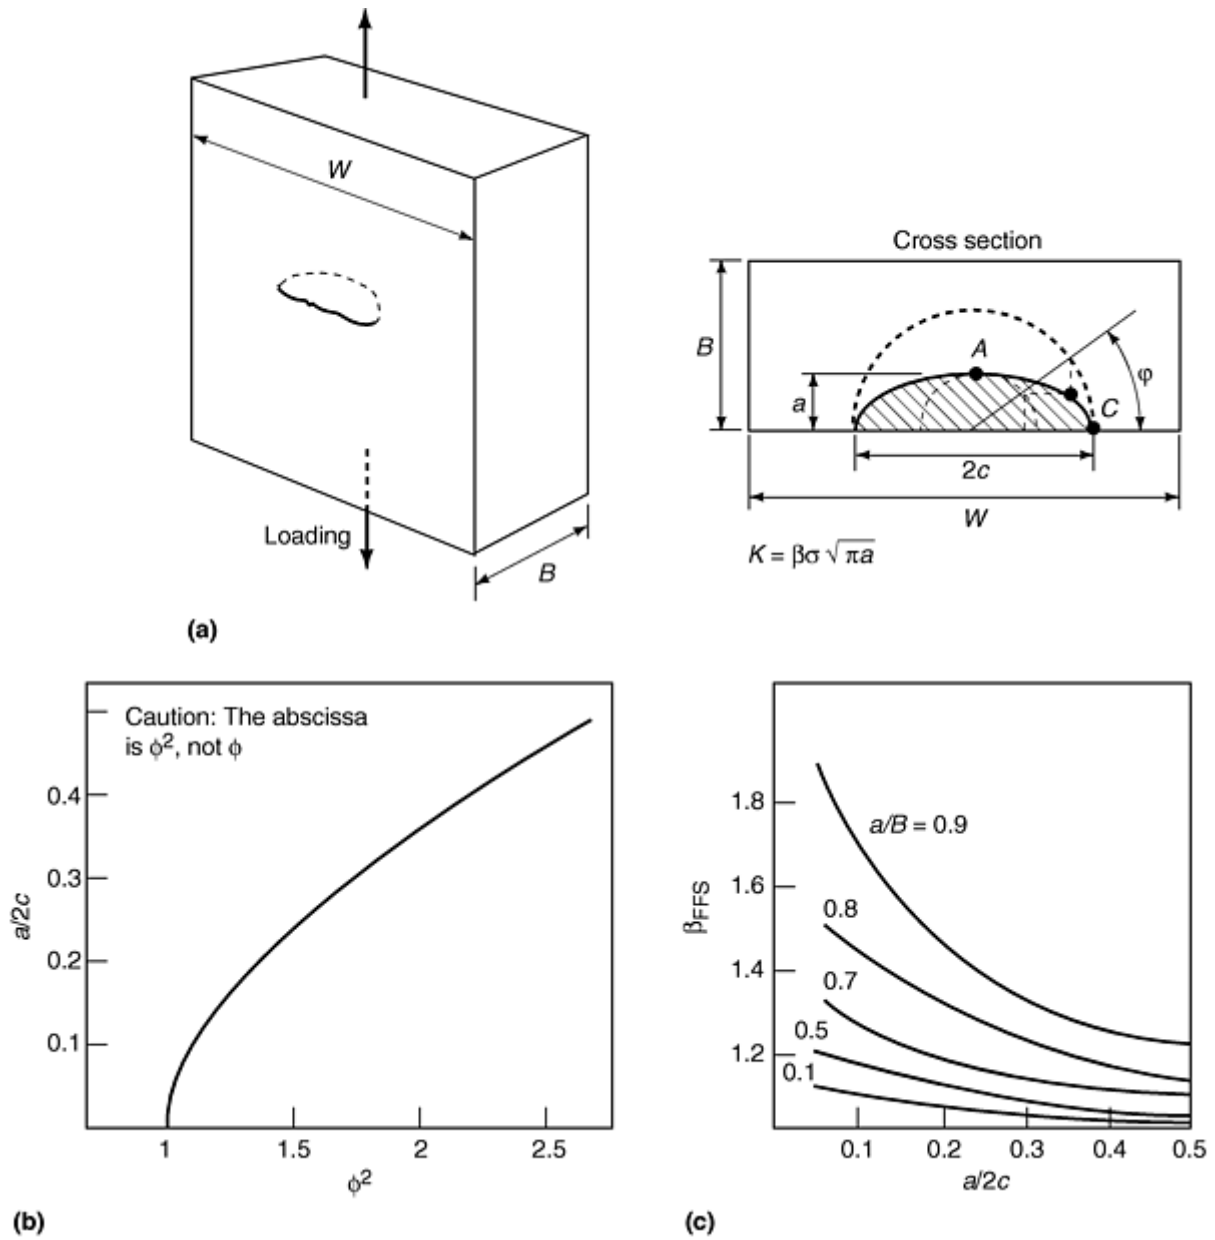 W
Loading
B
(a)
Cross section
B
a
A
φ
C
2c
W
K = βσ √πa
Caution: The abscissa
is ϕ², not ϕ
a/2c
0.4
0.3
0.2
0.1
1
1.5
2
2.5
ϕ²
(b)
βFFS
1.8
1.6
1.4
1.2
a/B = 0.9
0.8
0.7
0.5
0.1
0.1
0.2
0.3
0.4
0.5
a/2c
(c)